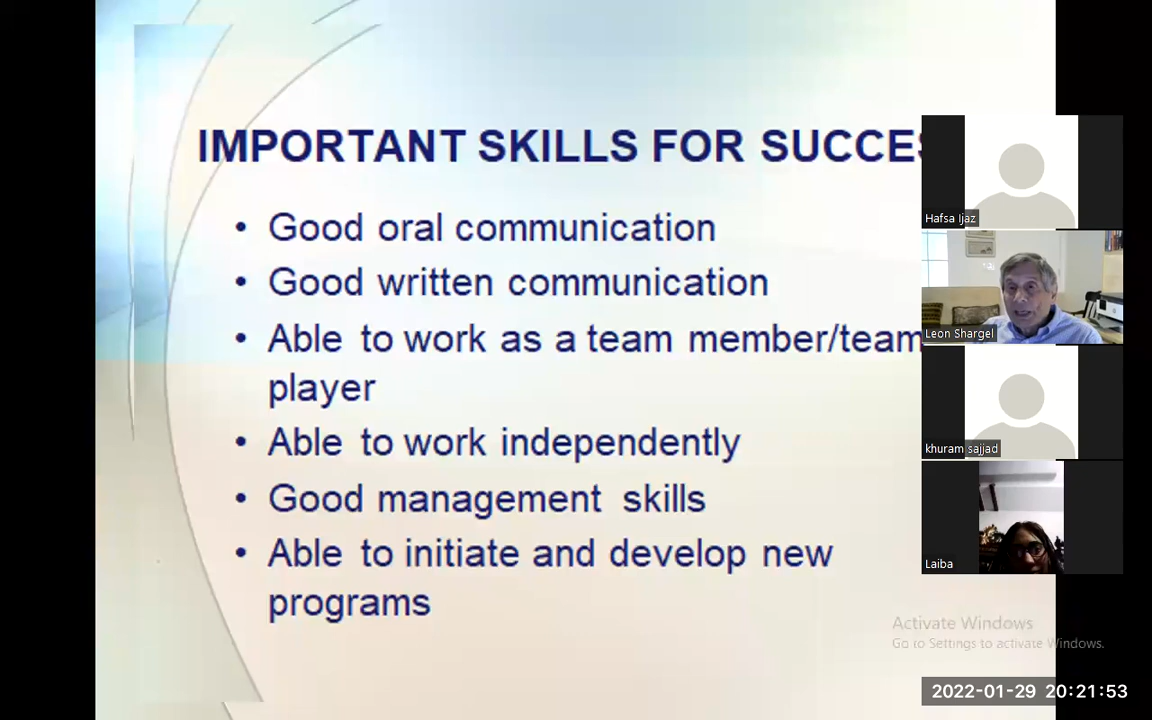 IMPORTANT SKILLS FOR SUCCES
• Good oral communication
• Good written communication
• Able to work as a team member/team
player
• Able to work independently
• Good management skills
• Able to initiate and develop new
programs
Hafsa Ijaz
Leon Shargel
khuram sajjad
Laiba
Activate Windows
Go to Settings to activate Windows.
2022-01-29 20:21:53